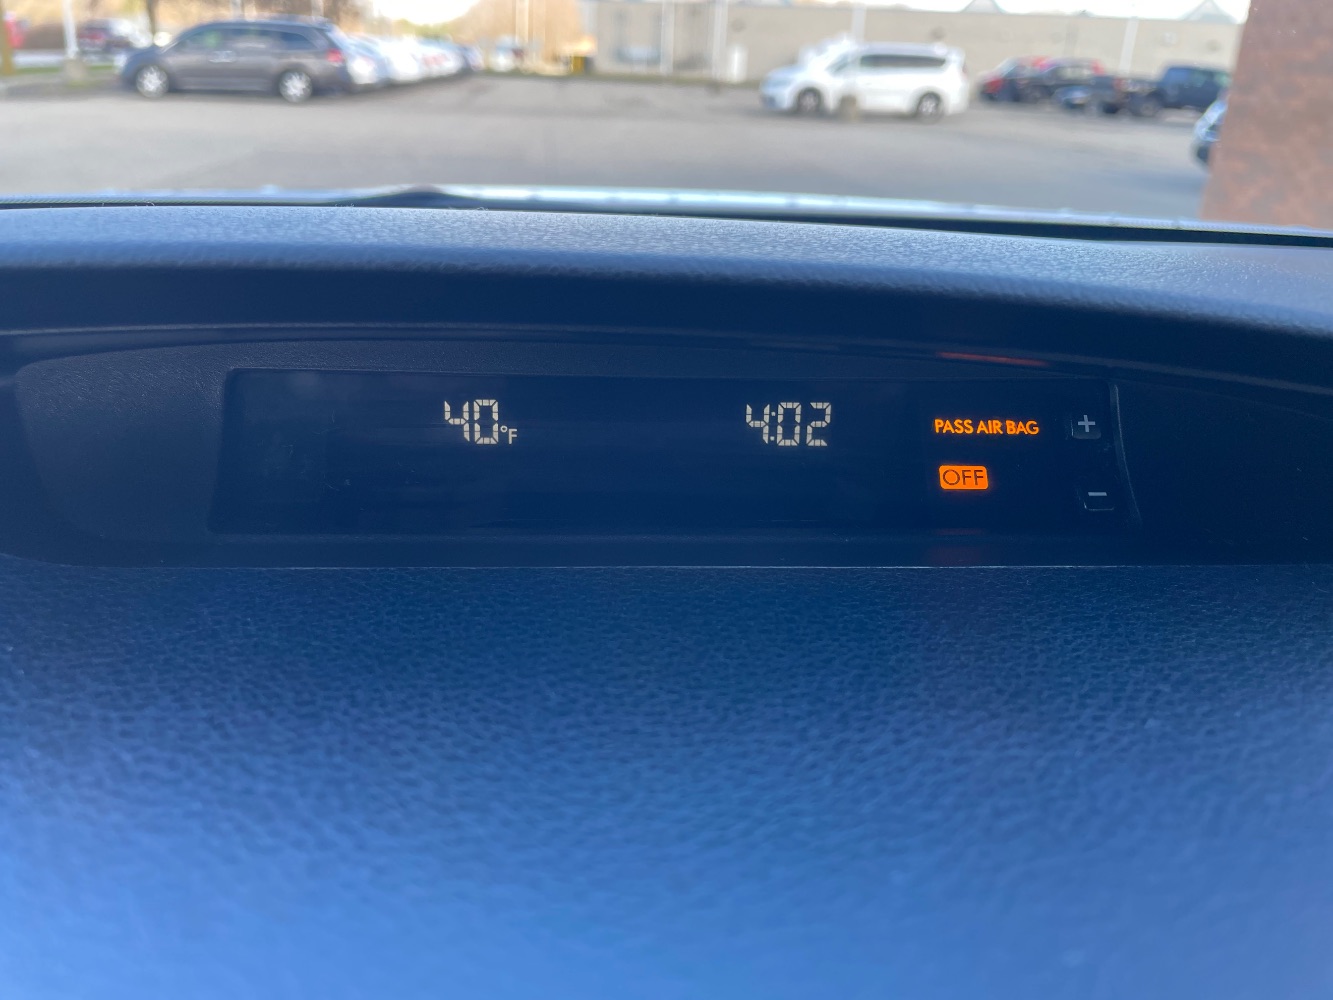 40°F
4:02
PASS AIR BAG
+
OFF
-